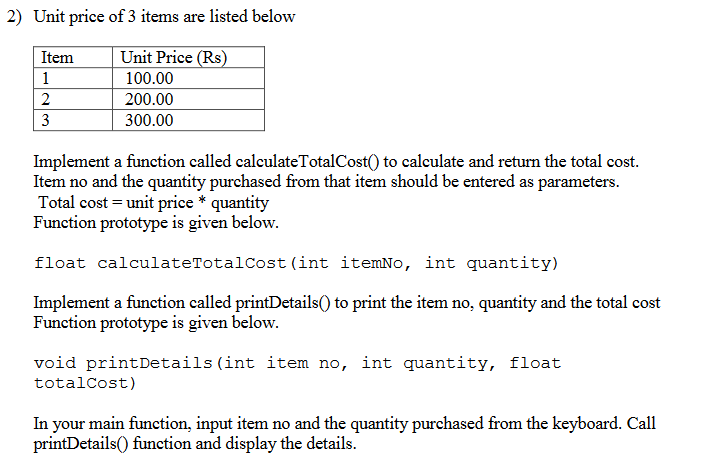 2) Unit price of 3 items are listed below
Item Unit Price (Rs)
1 100.00
2 200.00
3 300.00
Implement a function called calculateTotalCost() to calculate and return the total cost.
Item no and the quantity purchased from that item should be entered as parameters.
Total cost = unit price * quantity
Function prototype is given below.
float calculateTotalCost(int itemNo, int quantity)
Implement a function called printDetails() to print the item no, quantity and the total cost
Function prototype is given below.
void printDetails(int item no, int quantity, float
totalCost)
In your main function, input item no and the quantity purchased from the keyboard. Call
printDetails() function and display the details.